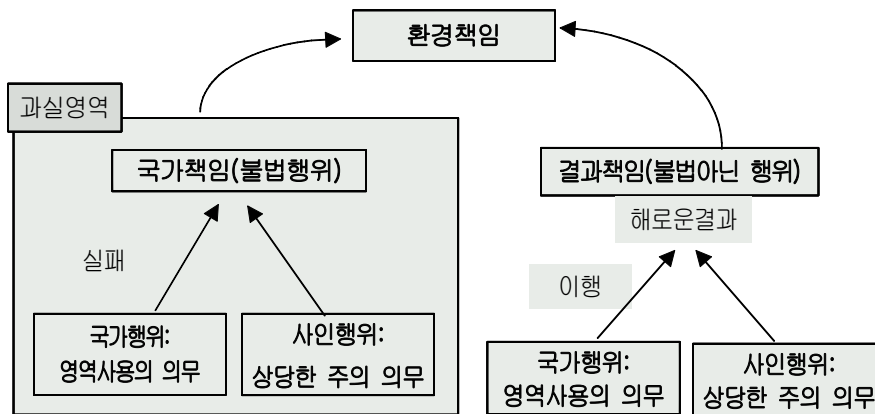 환경책임
과실영역
국가책임(불법행위)
실패
국가행위:
영역사용의 의무
사인행위:
상당한 주의 의무
결과책임(불법아닌 행위)
해로운결과
이행
국가행위:
영역사용의 의무
사인행위:
상당한 주의 의무